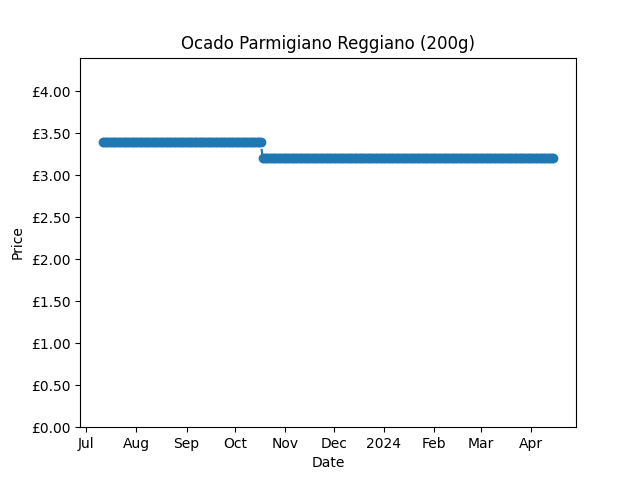 Ocado Parmigiano Reggiano (200g)
£4.00
£3.50
£3.00
£2.50
£2.00
£1.50
£1.00
£0.50
£0.00
Price
Jul Aug Sep Oct Nov Dec 2024 Feb Mar Apr
Date